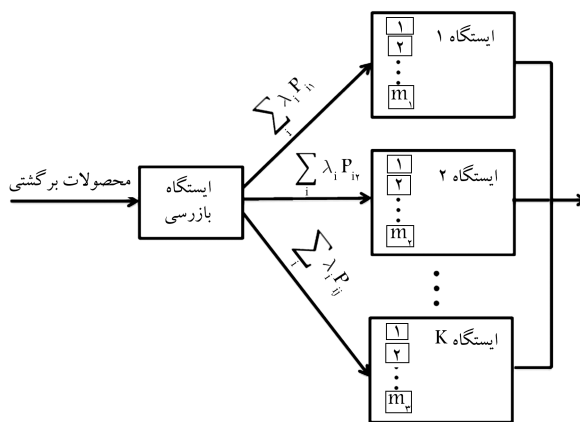 ایستگاه ۱
۱
۲
m۱
∑i λi Pi۱
محصولات برگشتی
ایستگاه
بازرسی
∑i λi Pi۲
ایستگاه ۲
۱
۲
m۲
∑i λi Pij
ایستگاه K
۱
۲
m۳